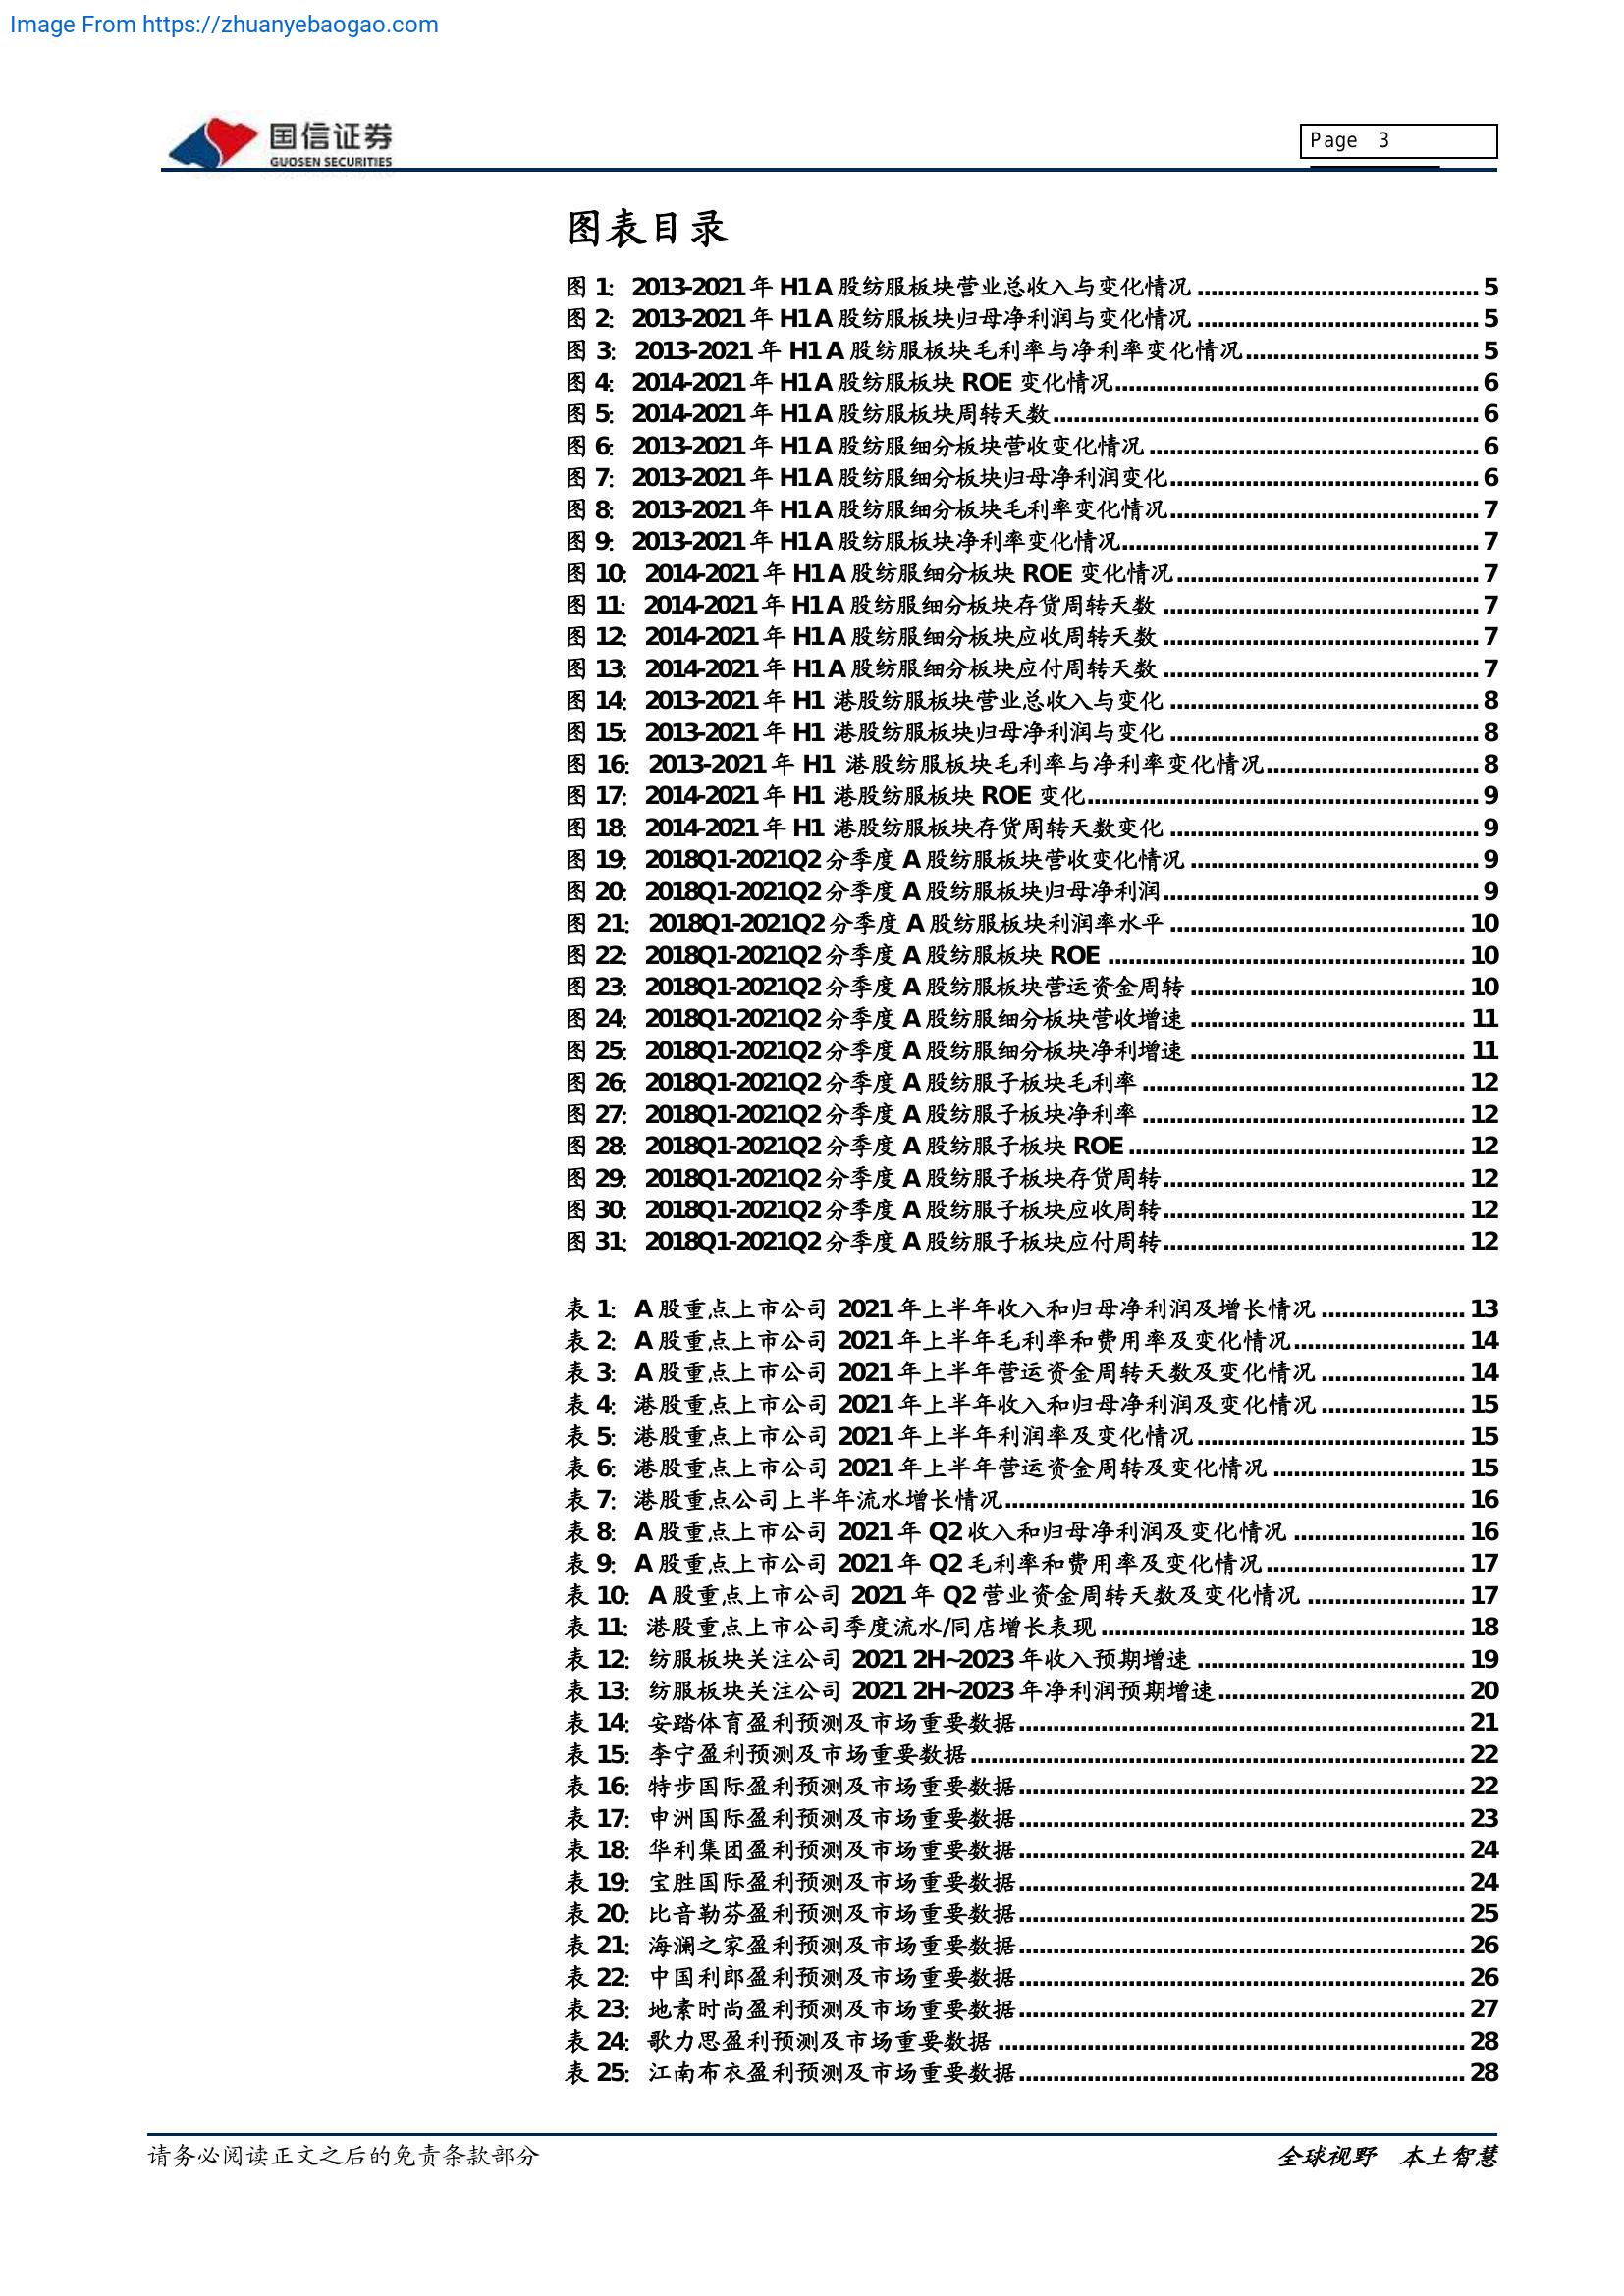 Image From https://zhuanyebaogao.com
国信证券
GUOSEN SECURITIES
Page 3
图表目录
图 1: 2013-2021 年 H1 A 股纺服板块营业总收入与变化情况 ........................................ 5
图 2: 2013-2021 年 H1 A 股纺服板块归母净利润与变化情况 ........................................ 5
图 3: 2013-2021 年 H1 A 股纺服板块毛利率与净利率变化情况 ................................. 5
图 4: 2014-2021 年 H1 A 股纺服板块 ROE 变化情况 .................................................... 6
图 5: 2014-2021 年 H1 A 股纺服板块周转天数 ............................................................. 6
图 6: 2013-2021 年 H1 A 股纺服细分板块营收变化情况 ............................................... 6
图 7: 2013-2021 年 H1 A 股纺服细分板块归母净利润变化 ............................................ 6
图 8: 2013-2021 年 H1 A 股纺服细分板块毛利率变化情况 ............................................ 7
图 9: 2013-2021 年 H1 A 股纺服板块净利率变化情况 ................................................... 7
图 10: 2014-2021 年 H1 A 股纺服细分板块 ROE 变化情况 ........................................... 7
图 11: 2014-2021 年 H1 A 股纺服细分板块存货周转天数 ............................................. 7
图 12: 2014-2021 年 H1 A 股纺服细分板块应收周转天数 ............................................. 7
图 13: 2014-2021 年 H1 A 股纺服细分板块应付周转天数 ............................................. 7
图 14: 2013-2021 年 H1 港股纺服板块营业总收入与变化 ............................................ 8
图 15: 2013-2021 年 H1 港股纺服板块归母净利润与变化 ............................................ 8
图 16: 2013-2021 年 H1 港股纺服板块毛利率与净利率变化情况 .............................. 8
图 17: 2014-2021 年 H1 港股纺服板块 ROE 变化 ........................................................ 9
图 18: 2014-2021 年 H1 港股纺服板块存货周转天数变化 ............................................ 9
图 19: 2018Q1-2021Q2 分季度 A 股纺服板块营收变化情况 ......................................... 9
图 20: 2018Q1-2021Q2 分季度 A 股纺服板块归母净利润 ............................................. 9
图 21: 2018Q1-2021Q2 分季度 A 股纺服板块利润率水平 .......................................... 10
图 22: 2018Q1-2021Q2 分季度 A 股纺服板块 ROE .................................................... 10
图 23: 2018Q1-2021Q2 分季度 A 股纺服板块营运资金周转 ....................................... 10
图 24: 2018Q1-2021Q2 分季度 A 股纺服细分板块营收增速 ....................................... 11
图 25: 2018Q1-2021Q2 分季度 A 股纺服细分板块净利增速 ....................................... 11
图 26: 2018Q1-2021Q2 分季度 A 股纺服子板块毛利率 .............................................. 12
图 27: 2018Q1-2021Q2 分季度 A 股纺服子板块净利率 .............................................. 12
图 28: 2018Q1-2021Q2 分季度 A 股纺服子板块 ROE ................................................ 12
图 29: 2018Q1-2021Q2 分季度 A 股纺服子板块存货周转 ........................................... 12
图 30: 2018Q1-2021Q2 分季度 A 股纺服子板块应收周转 ........................................... 12
图 31: 2018Q1-2021Q2 分季度 A 股纺服子板块应付周转 ........................................... 12
表 1: A 股重点上市公司 2021 年上半年收入和归母净利润及增长情况 ..................... 13
表 2: A 股重点上市公司 2021 年上半年毛利率和费用率及变化情况 ......................... 14
表 3: A 股重点上市公司 2021 年上半年营运资金周转天数及变化情况 ..................... 14
表 4: 港股重点上市公司 2021 年上半年收入和归母净利润及变化情况 ..................... 15
表 5: 港股重点上市公司 2021 年上半年利润率及变化情况 ....................................... 15
表 6: 港股重点上市公司 2021 年上半年营运资金周转及变化情况 ............................ 15
表 7: 港股重点公司上半年流水增长情况 .................................................................. 16
表 8: A 股重点上市公司 2021 年 Q2 收入和归母净利润及变化情况 ......................... 16
表 9: A 股重点上市公司 2021 年 Q2 毛利率和费用率及变化情况 ............................. 17
表 10: A 股重点上市公司 2021 年 Q2 营业资金周转天数及变化情况 ....................... 17
表 11: 港股重点上市公司季度流水/同店增长表现 ..................................................... 18
表 12: 纺服板块关注公司 2021 2H~2023 年收入预期增速 ....................................... 19
表 13: 纺服板块关注公司 2021 2H~2023 年净利润预期增速 .................................... 20
表 14: 安踏体育盈利预测及市场重要数据 ................................................................ 21
表 15: 李宁盈利预测及市场重要数据 ....................................................................... 22
表 16: 特步国际盈利预测及市场重要数据 ................................................................ 22
表 17: 申洲国际盈利预测及市场重要数据 ................................................................ 23
表 18: 华利集团盈利预测及市场重要数据 ................................................................ 24
表 19: 宝胜国际盈利预测及市场重要数据 ................................................................ 24
表 20: 比音勒芬盈利预测及市场重要数据 ................................................................ 25
表 21: 海澜之家盈利预测及市场重要数据 ................................................................ 26
表 22: 中国利郎盈利预测及市场重要数据 ................................................................ 26
表 23: 地素时尚盈利预测及市场重要数据 ................................................................ 27
表 24: 歌力思盈利预测及市场重要数据 ................................................................... 28
表 25: 江南布衣盈利预测及市场重要数据 ................................................................ 28
请务必阅读正文之后的免责条款部分
全球视野 本土智慧